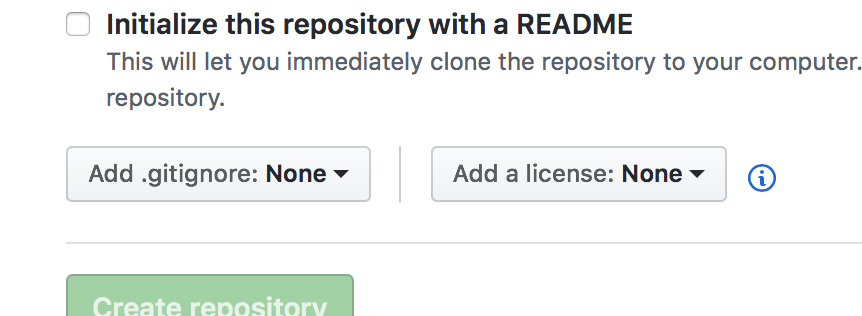 Initialize this repository with a README
This will let you immediately clone the repository to your computer.
repository.
Add .gitignore: None Add a license: None
Create repository